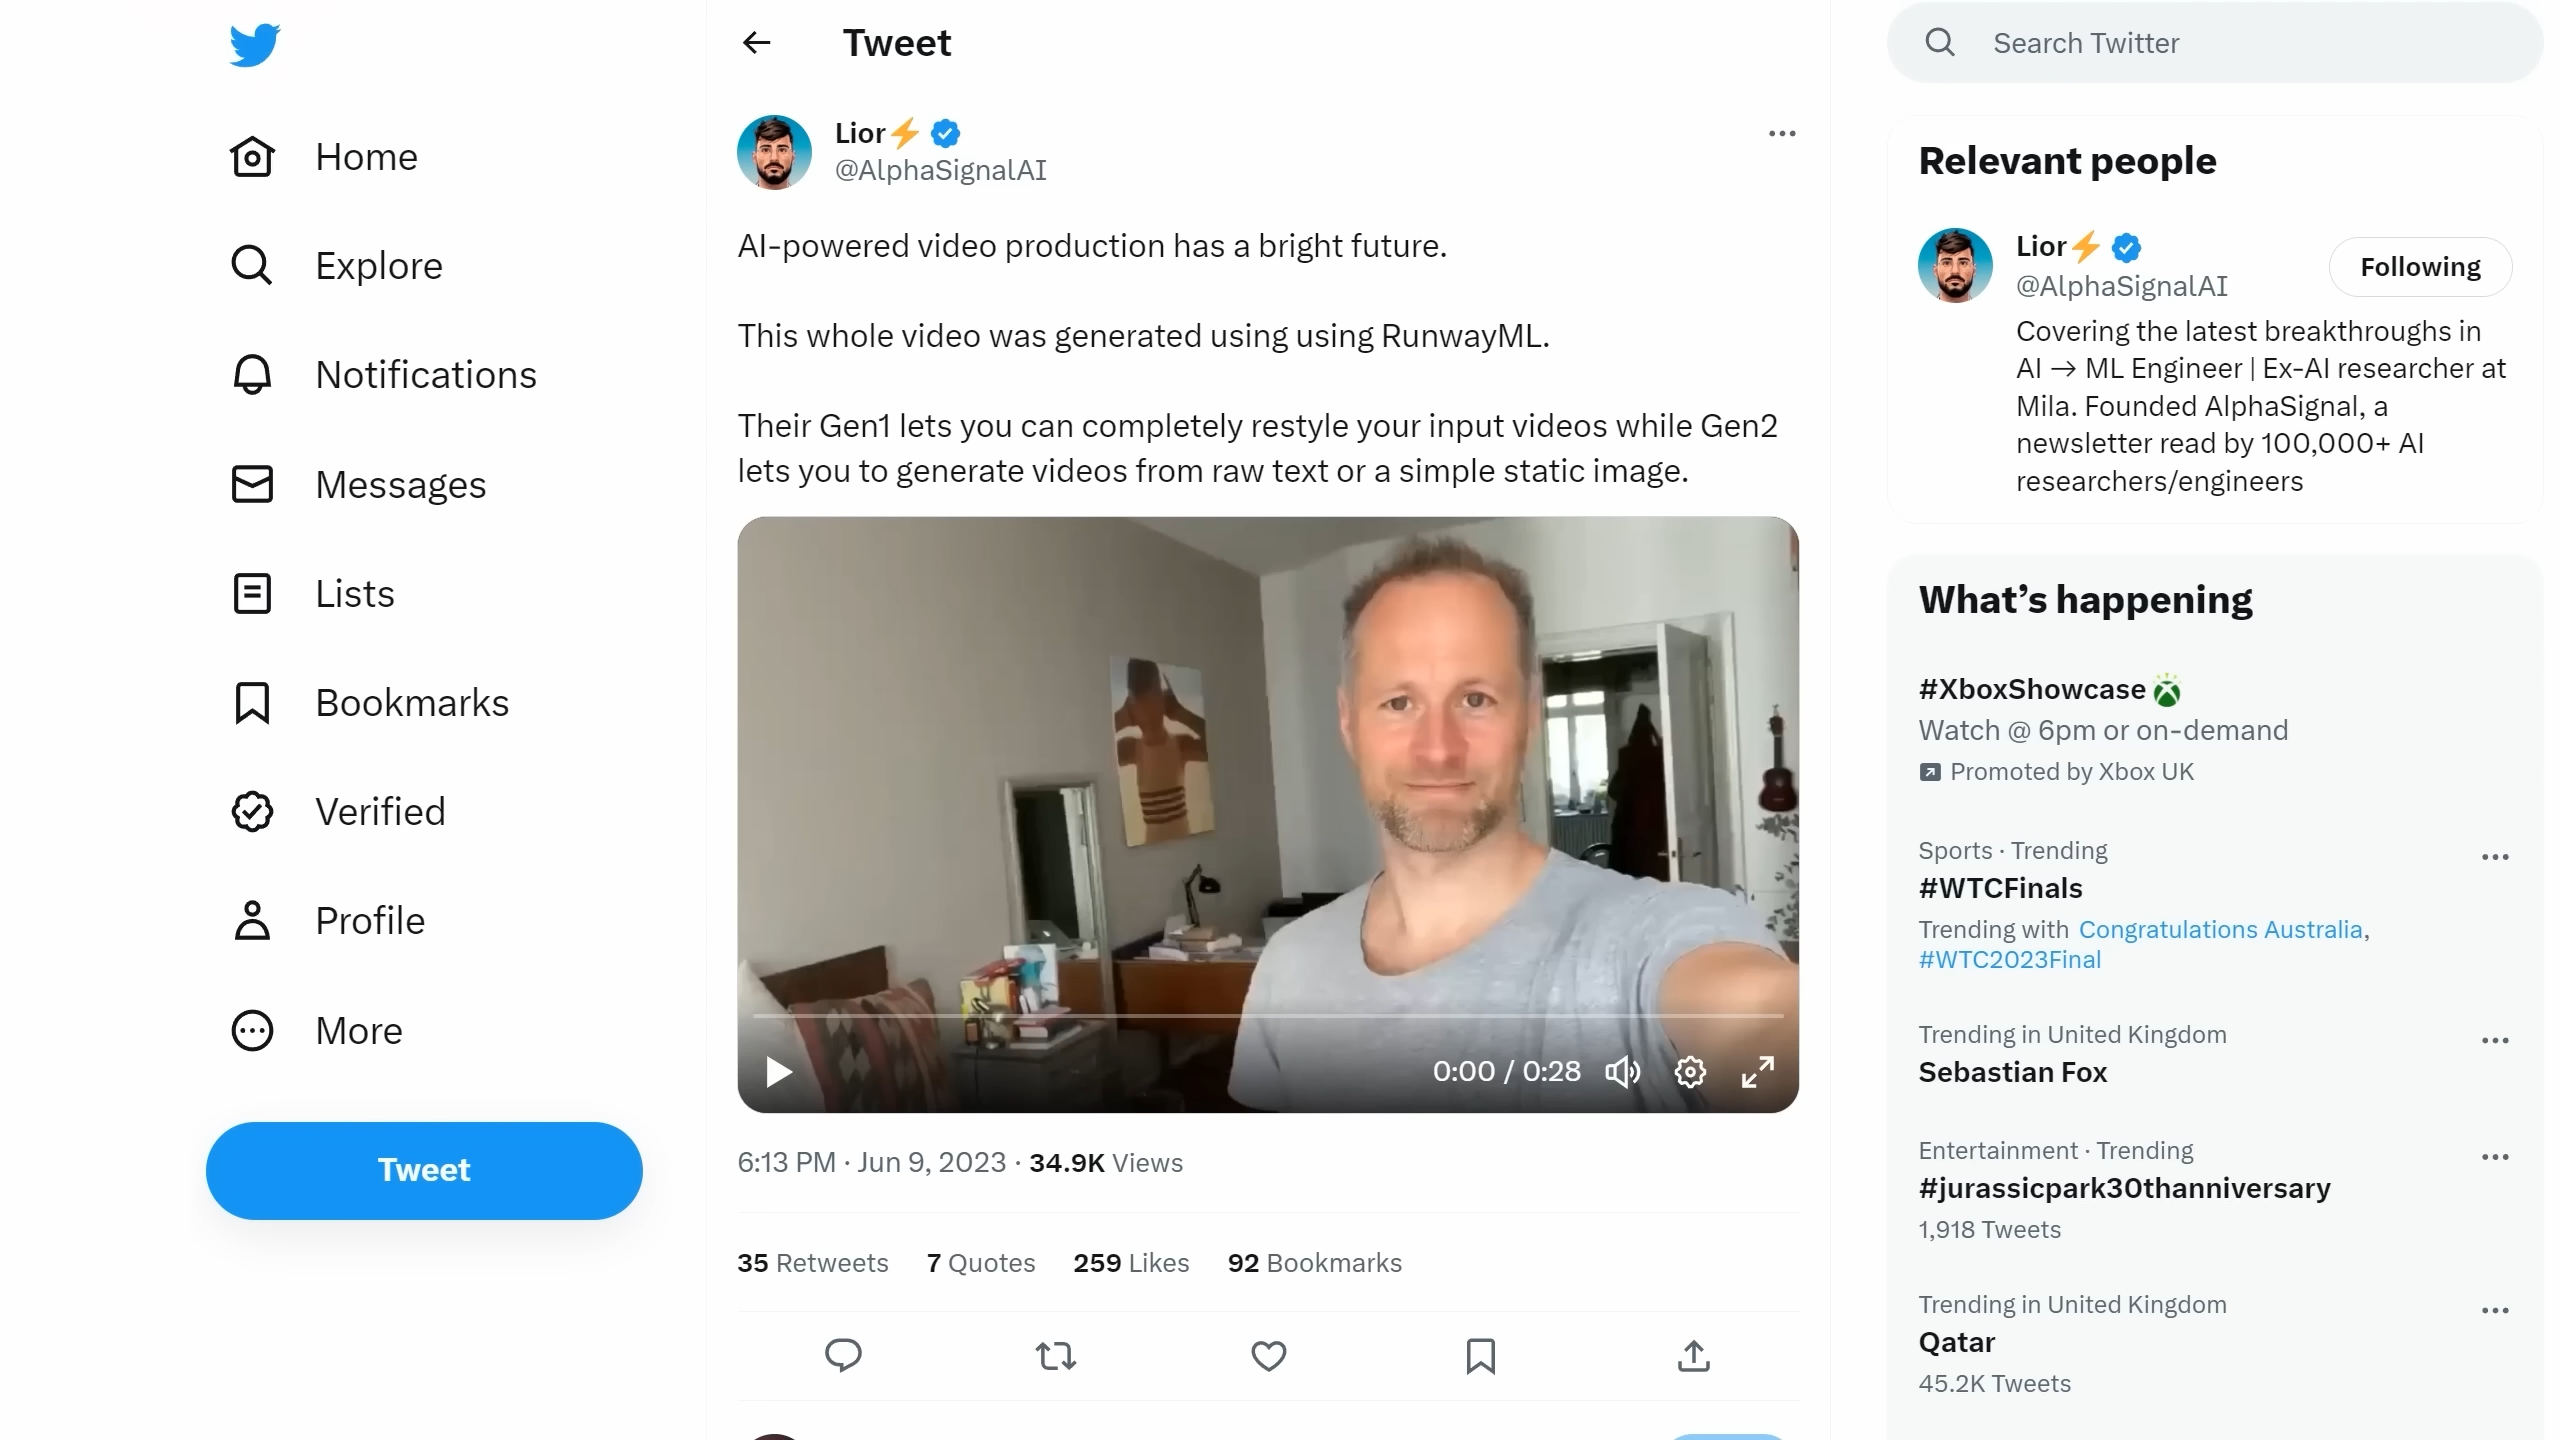 Home
Explore
Notifications
Messages
Lists
Bookmarks
Verified
Profile
More
Tweet
Tweet
Lior⚡
@AlphaSignalAI
AI-powered video production has a bright future.
This whole video was generated using using RunwayML.
Their Gen1 lets you can completely restyle your input videos while Gen2
lets you to generate videos from raw text or a simple static image.
0:00 / 0:28
6:13 PM · Jun 9, 2023 · 34.9K Views
35 Retweets 7 Quotes 259 Likes 92 Bookmarks
Search Twitter
Relevant people
Lior⚡
@AlphaSignalAI
Following
Covering the latest breakthroughs in
AI → ML Engineer | Ex-AI researcher at
Mila. Founded AlphaSignal, a
newsletter read by 100,000+ AI
researchers/engineers
What’s happening
#XboxShowcase
Watch @ 6pm or on-demand
Promoted by Xbox UK
Sports · Trending
#WTCFinals
Trending with Congratulations Australia,
#WTC2023Final
Trending in United Kingdom
Sebastian Fox
Entertainment · Trending
#jurassicpark30thanniversary
1,918 Tweets
Trending in United Kingdom
Qatar
45.2K Tweets